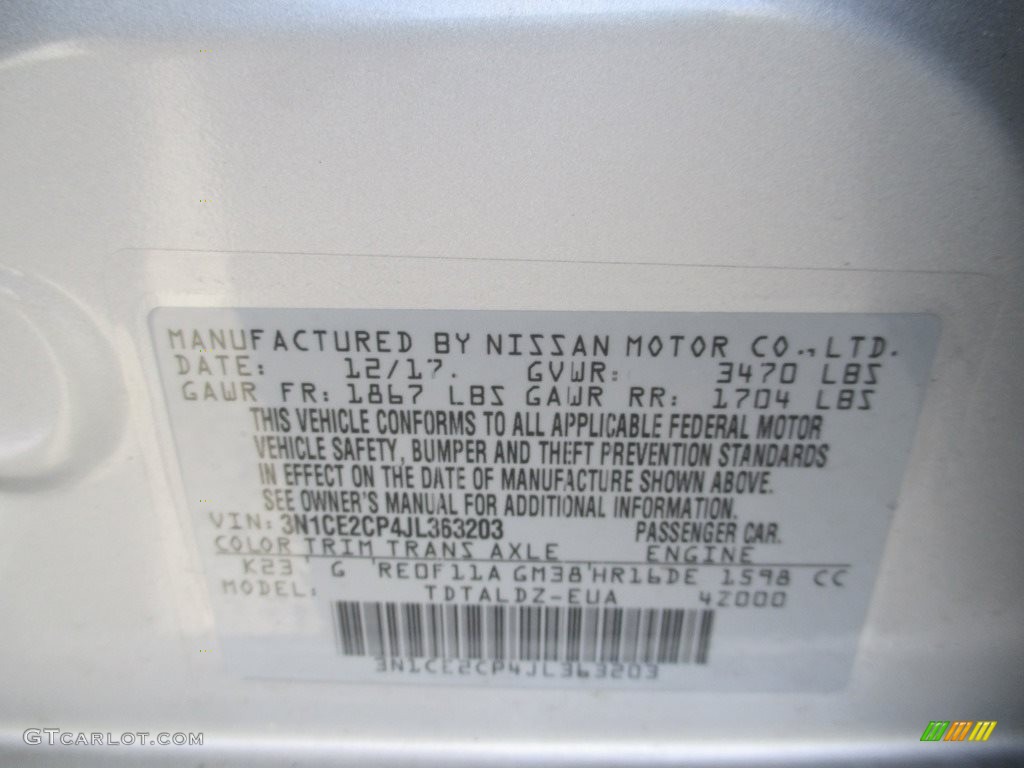 MANUFACTURED BY NISSAN MOTOR CO., LTD.
DATE: 12/17. GVWR: 3470 LBS
GAWR FR: 1867 LBS GAWR RR: 1704 LBS
THIS VEHICLE CONFORMS TO ALL APPLICABLE FEDERAL MOTOR
VEHICLE SAFETY, BUMPER AND THEFT PREVENTION STANDARDS
IN EFFECT ON THE DATE OF MANUFACTURE SHOWN ABOVE.
SEE OWNER'S MANUAL FOR ADDITIONAL INFORMATION.
VIN: 3N1CE2CP4JL363203 PASSENGER CAR.
COLOR TRIM TRANS AXLE ENGINE
K23 G RE0F11A GM38 HR16DE 1598 CC
MODEL: TDTALDZ-EUA 42000
3N1CE2CP4JL363203
GTCARLOT.COM